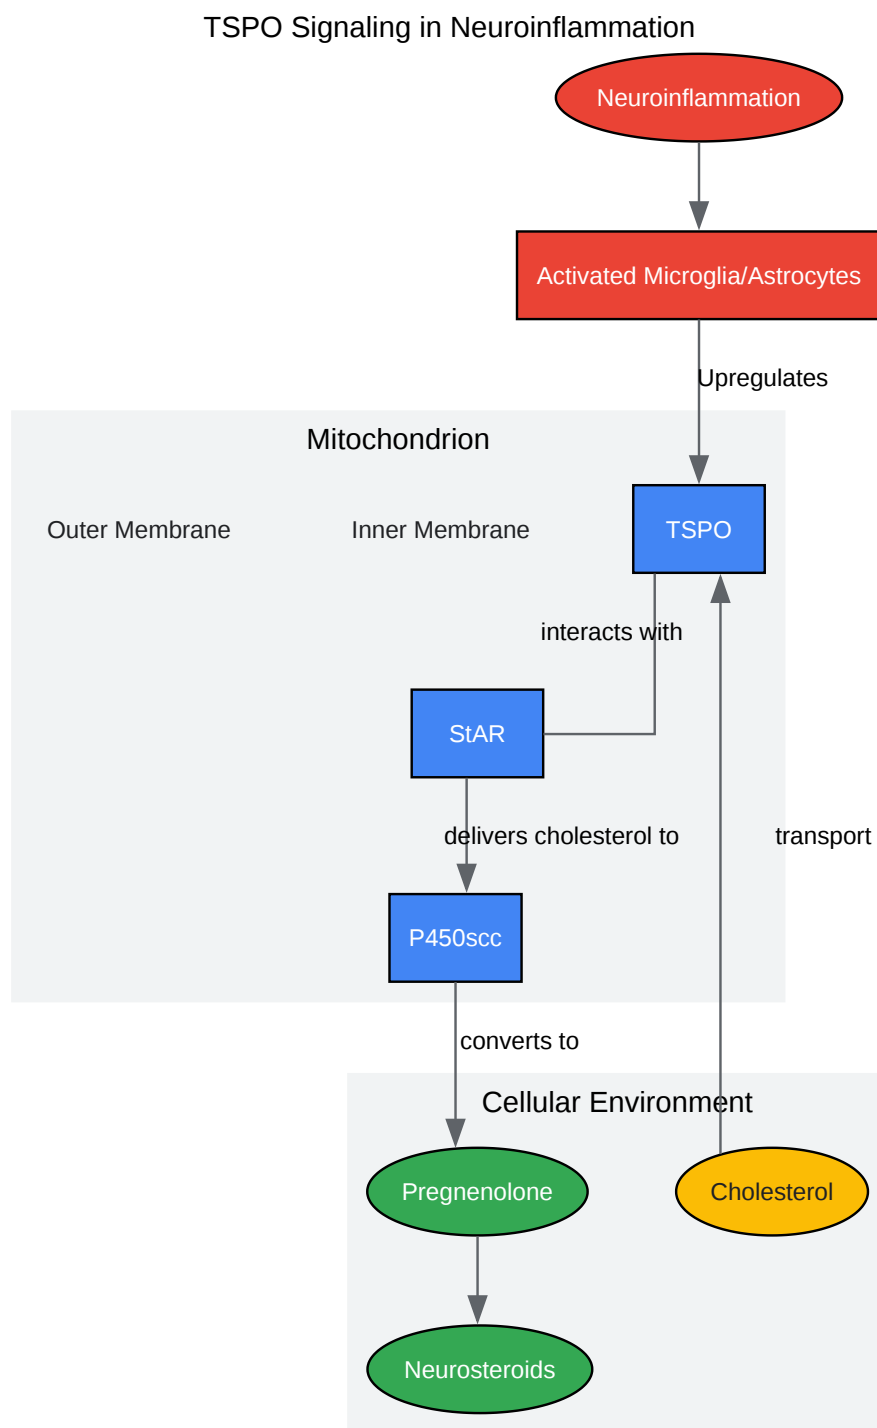 TSPO Signaling in Neuroinflammation
Neuroinflammation
Activated Microglia/Astrocytes
Upregulates
Mitochondrion
Outer Membrane
Inner Membrane
TSPO
interacts with
StAR
delivers cholesterol to
transport
P450scc
converts to
Cellular Environment
Pregnenolone
Cholesterol
Neurosteroids